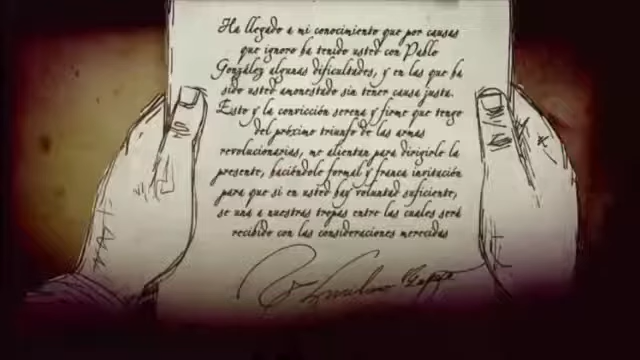 Ha llegado a mi conocimiento que por causas
que ignoro ha tenido usted con Pablo
González algunas dificultades, y en las que ha
sido usted amonestado sin tener causa justa.
Esto y la convicción serena y firme que tengo
del próximo triunfo de las armas
revolucionarias, me alientan para dirigirle la
presente, haciéndole formal y franca invitación
para que si en usted hay voluntad suficiente,
se una a nuestras tropas entre las cuales será
recibido con las consideraciones merecidas